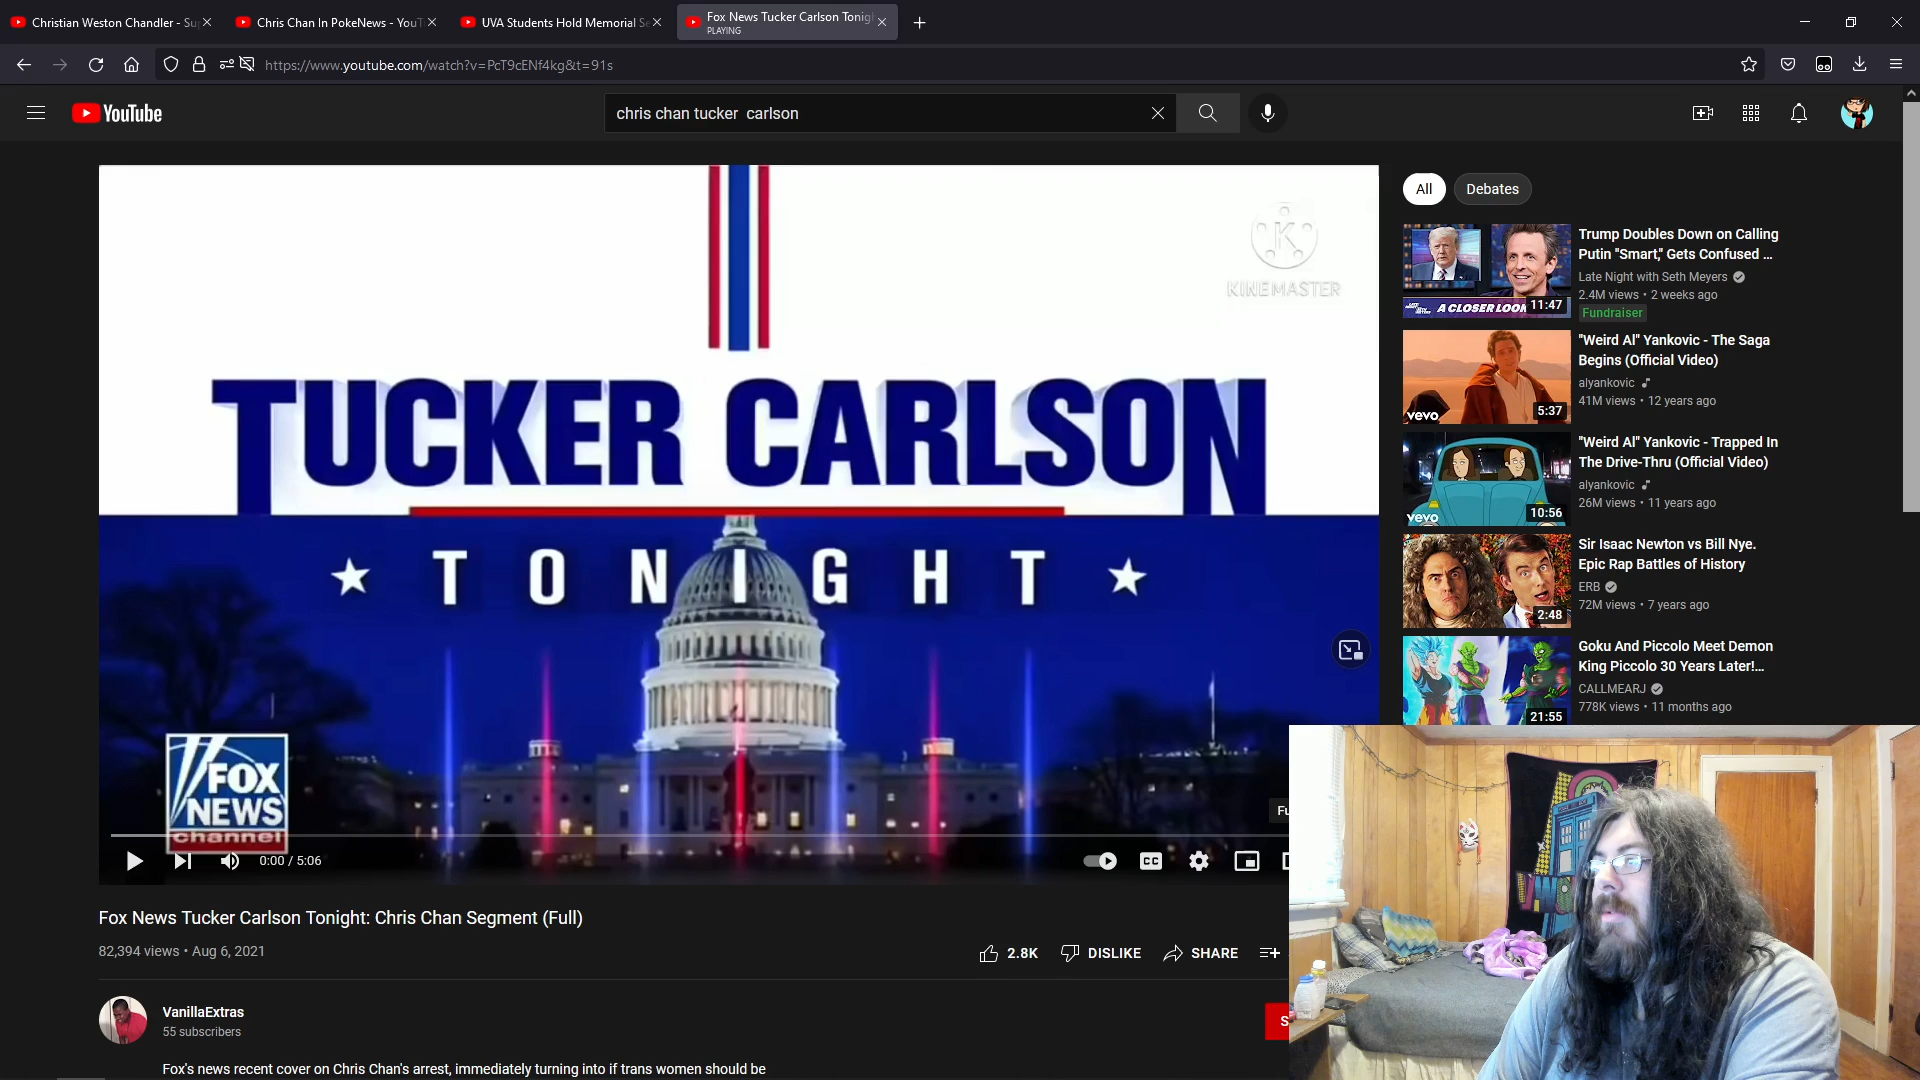 Christian Weston Chandler - Su
Chris Chan In PokeNews - YouT
UVA Students Hold Memorial Se
Fox News Tucker Carlson Tonig
PLAYING
https://www.youtube.com/watch?v=PcT9cENf4kg&t=91s
YouTube
chris chan tucker  carlson
K
KINEMASTER
TUCKER CARLSON
TONIGHT
FOX
NEWS
channel
Fu
0:00 / 5:06
CC
Fox News Tucker Carlson Tonight: Chris Chan Segment (Full)
82,394 views • Aug 6, 2021
2.8K
DISLIKE
SHARE
VanillaExtras
55 subscribers
S
Fox's news recent cover on Chris Chan's arrest, immediately turning into if trans women should be
All
Debates
Trump Doubles Down on Calling
Putin "Smart," Gets Confused ...
Late Night with Seth Meyers
2.4M views • 2 weeks ago
Fundraiser
A CLOSER LOOK
11:47
"Weird Al" Yankovic - The Saga
Begins (Official Video)
alyankovic
41M views • 12 years ago
vevo
5:37
"Weird Al" Yankovic - Trapped In
The Drive-Thru (Official Video)
alyankovic
26M views • 11 years ago
vevo
10:56
Sir Isaac Newton vs Bill Nye.
Epic Rap Battles of History
ERB
72M views • 7 years ago
2:48
Goku And Piccolo Meet Demon
King Piccolo 30 Years Later!...
CALLMEARJ
778K views • 11 months ago
21:55